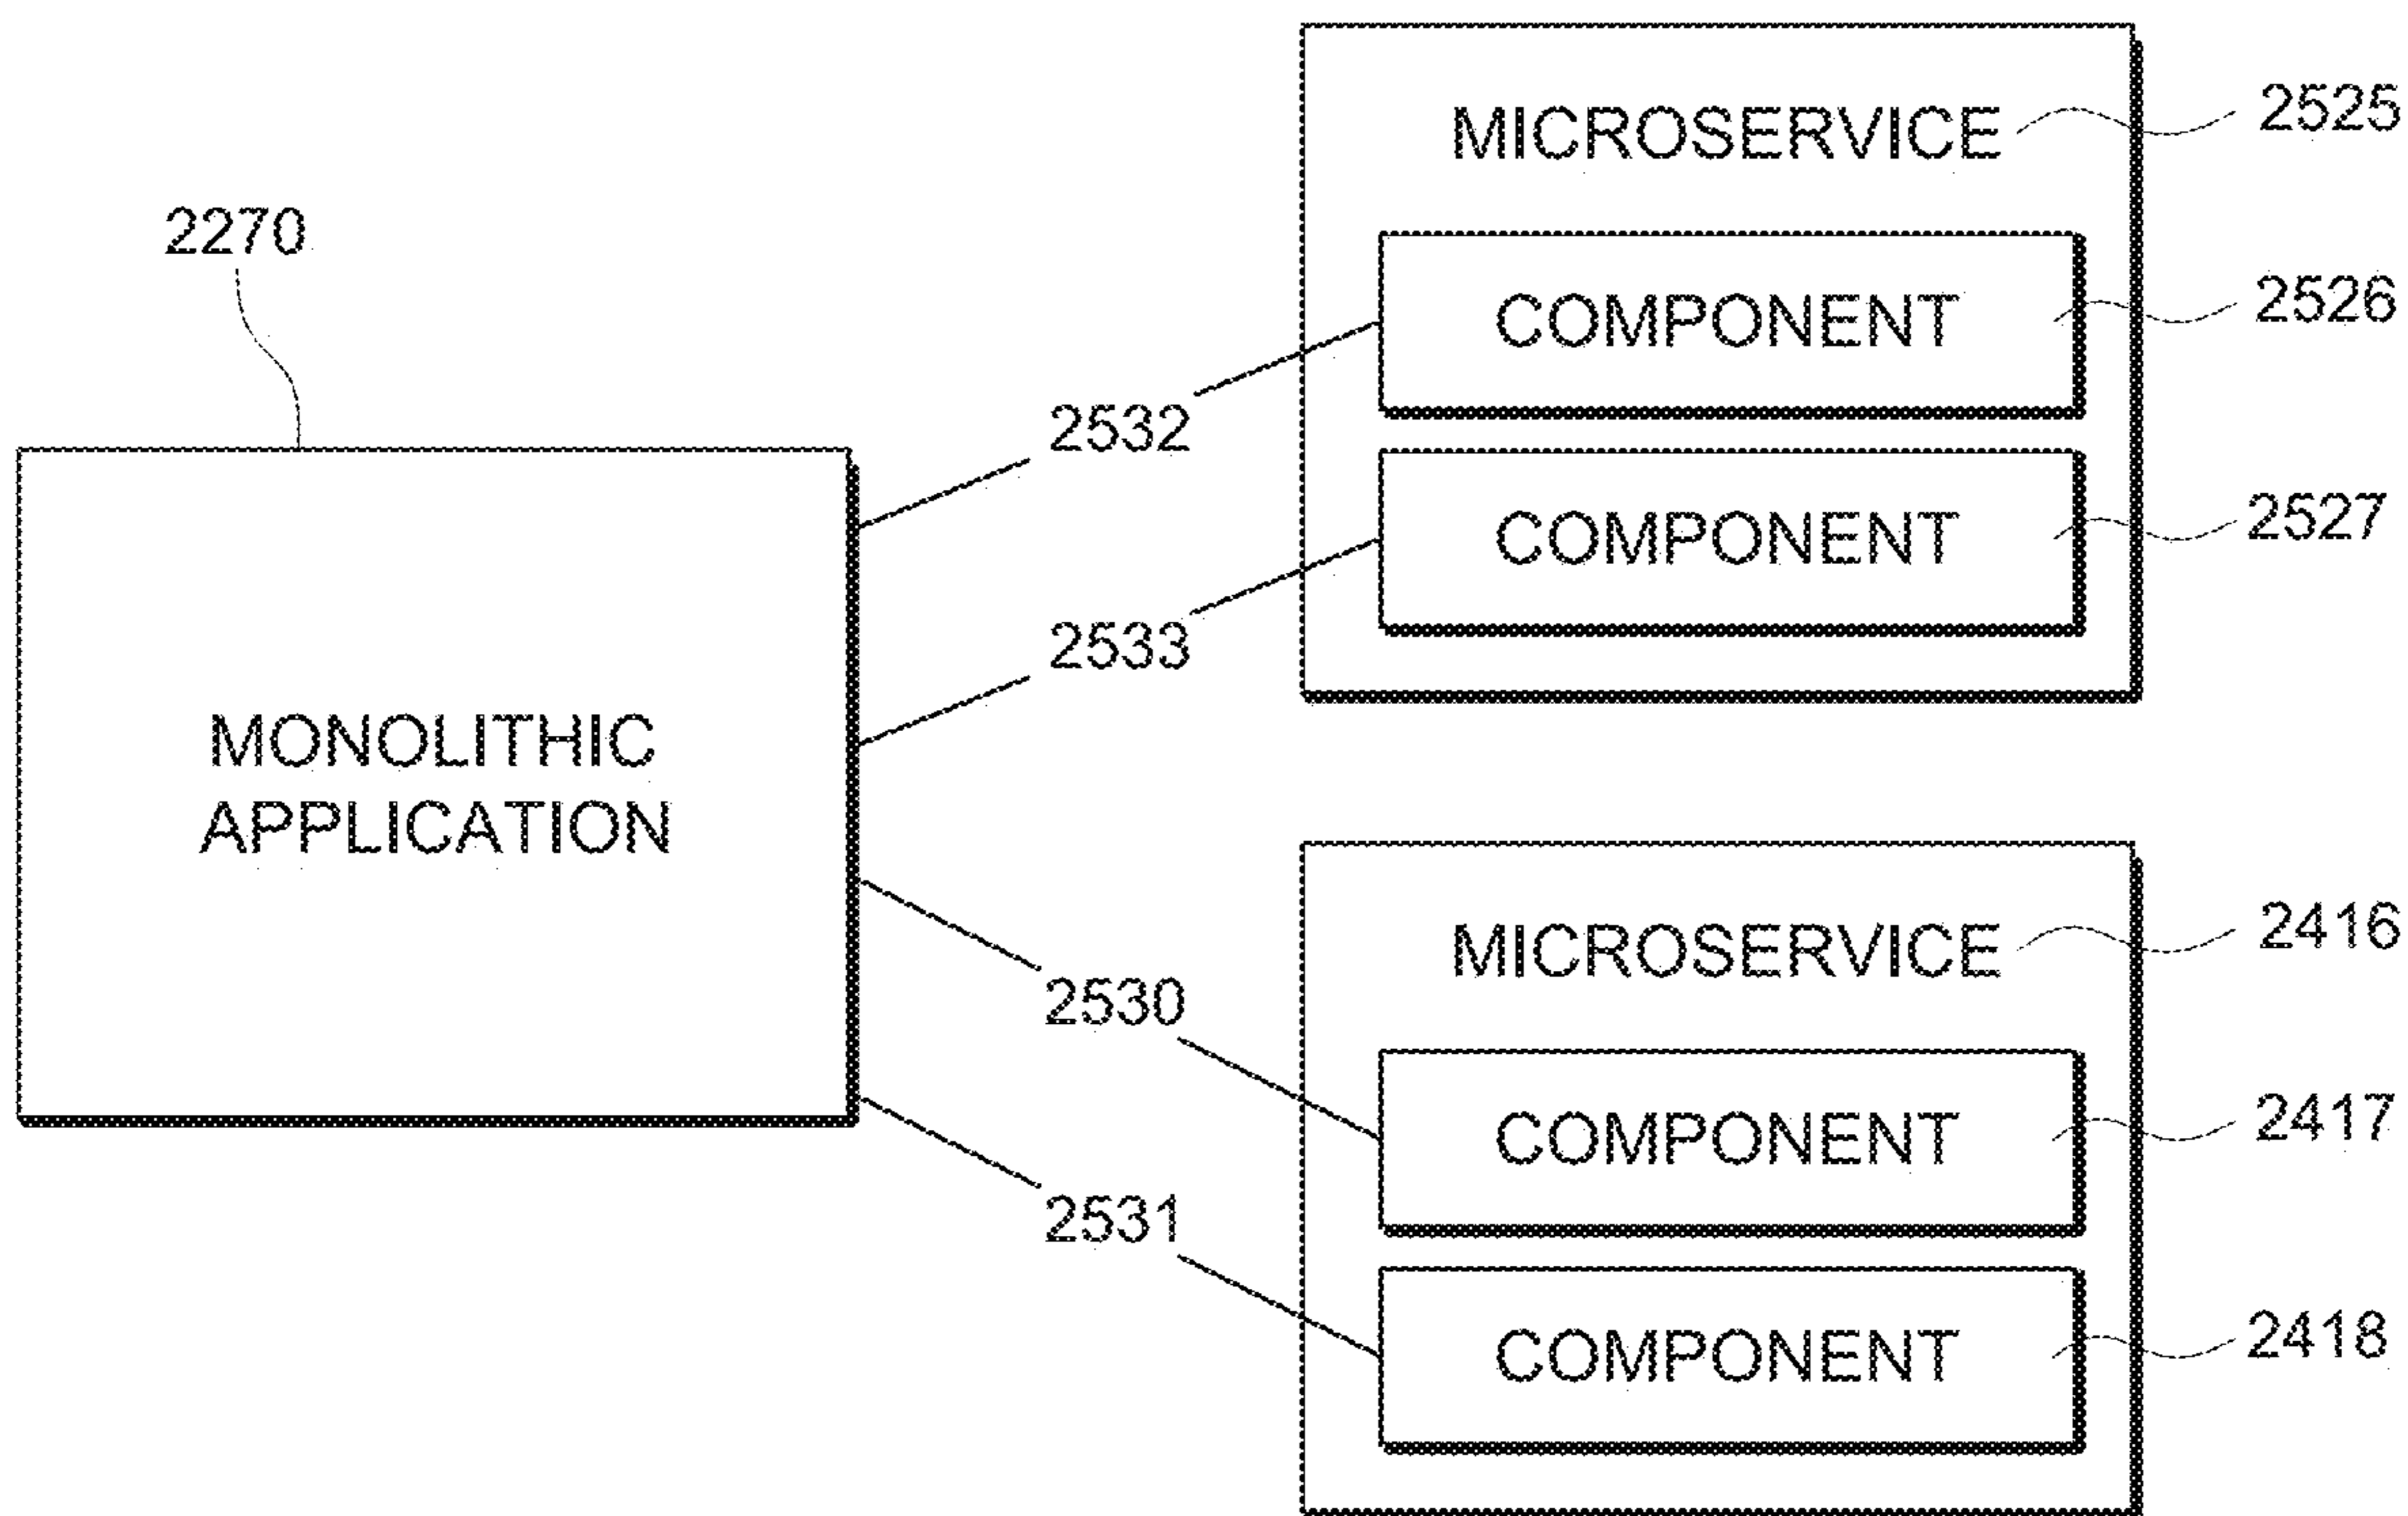 2270
MONOLITHIC
APPLICATION
2532
2533
2530
2531
MICROSERVICE
2525
COMPONENT
2526
COMPONENT
2527
MICROSERVICE
2416
COMPONENT
2417
COMPONENT
2418